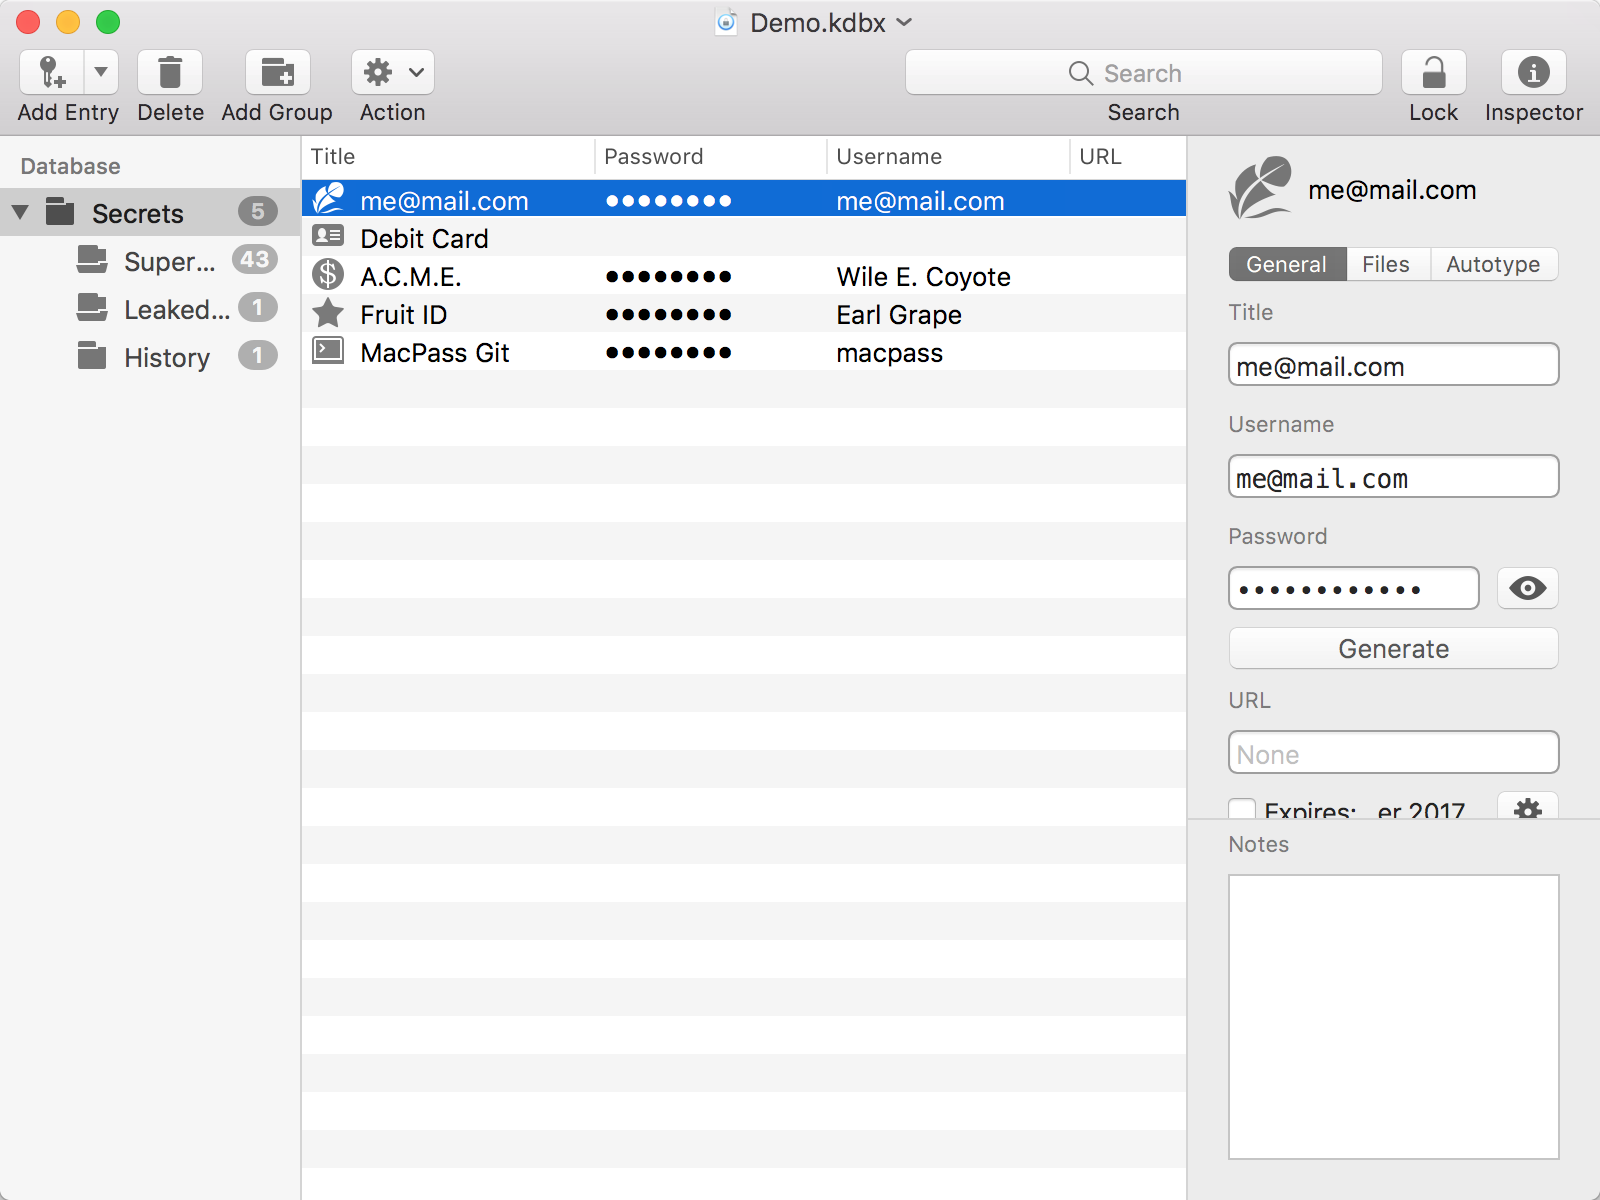 Demo.kdbx
Search
Add Entry Delete Add Group Action Search Lock Inspector
Database
Secrets 5
Super... 43
Leaked... 1
History 1
Title Password Username URL
me@mail.com ●●●●●●●● me@mail.com
Debit Card
A.C.M.E. ●●●●●●●● Wile E. Coyote
Fruit ID ●●●●●●●● Earl Grape
MacPass Git ●●●●●●●● macpass
me@mail.com
General Files Autotype
Title
me@mail.com
Username
me@mail.com
Password
••••••••••••
Generate
URL
None
Expires: er 2017
Notes